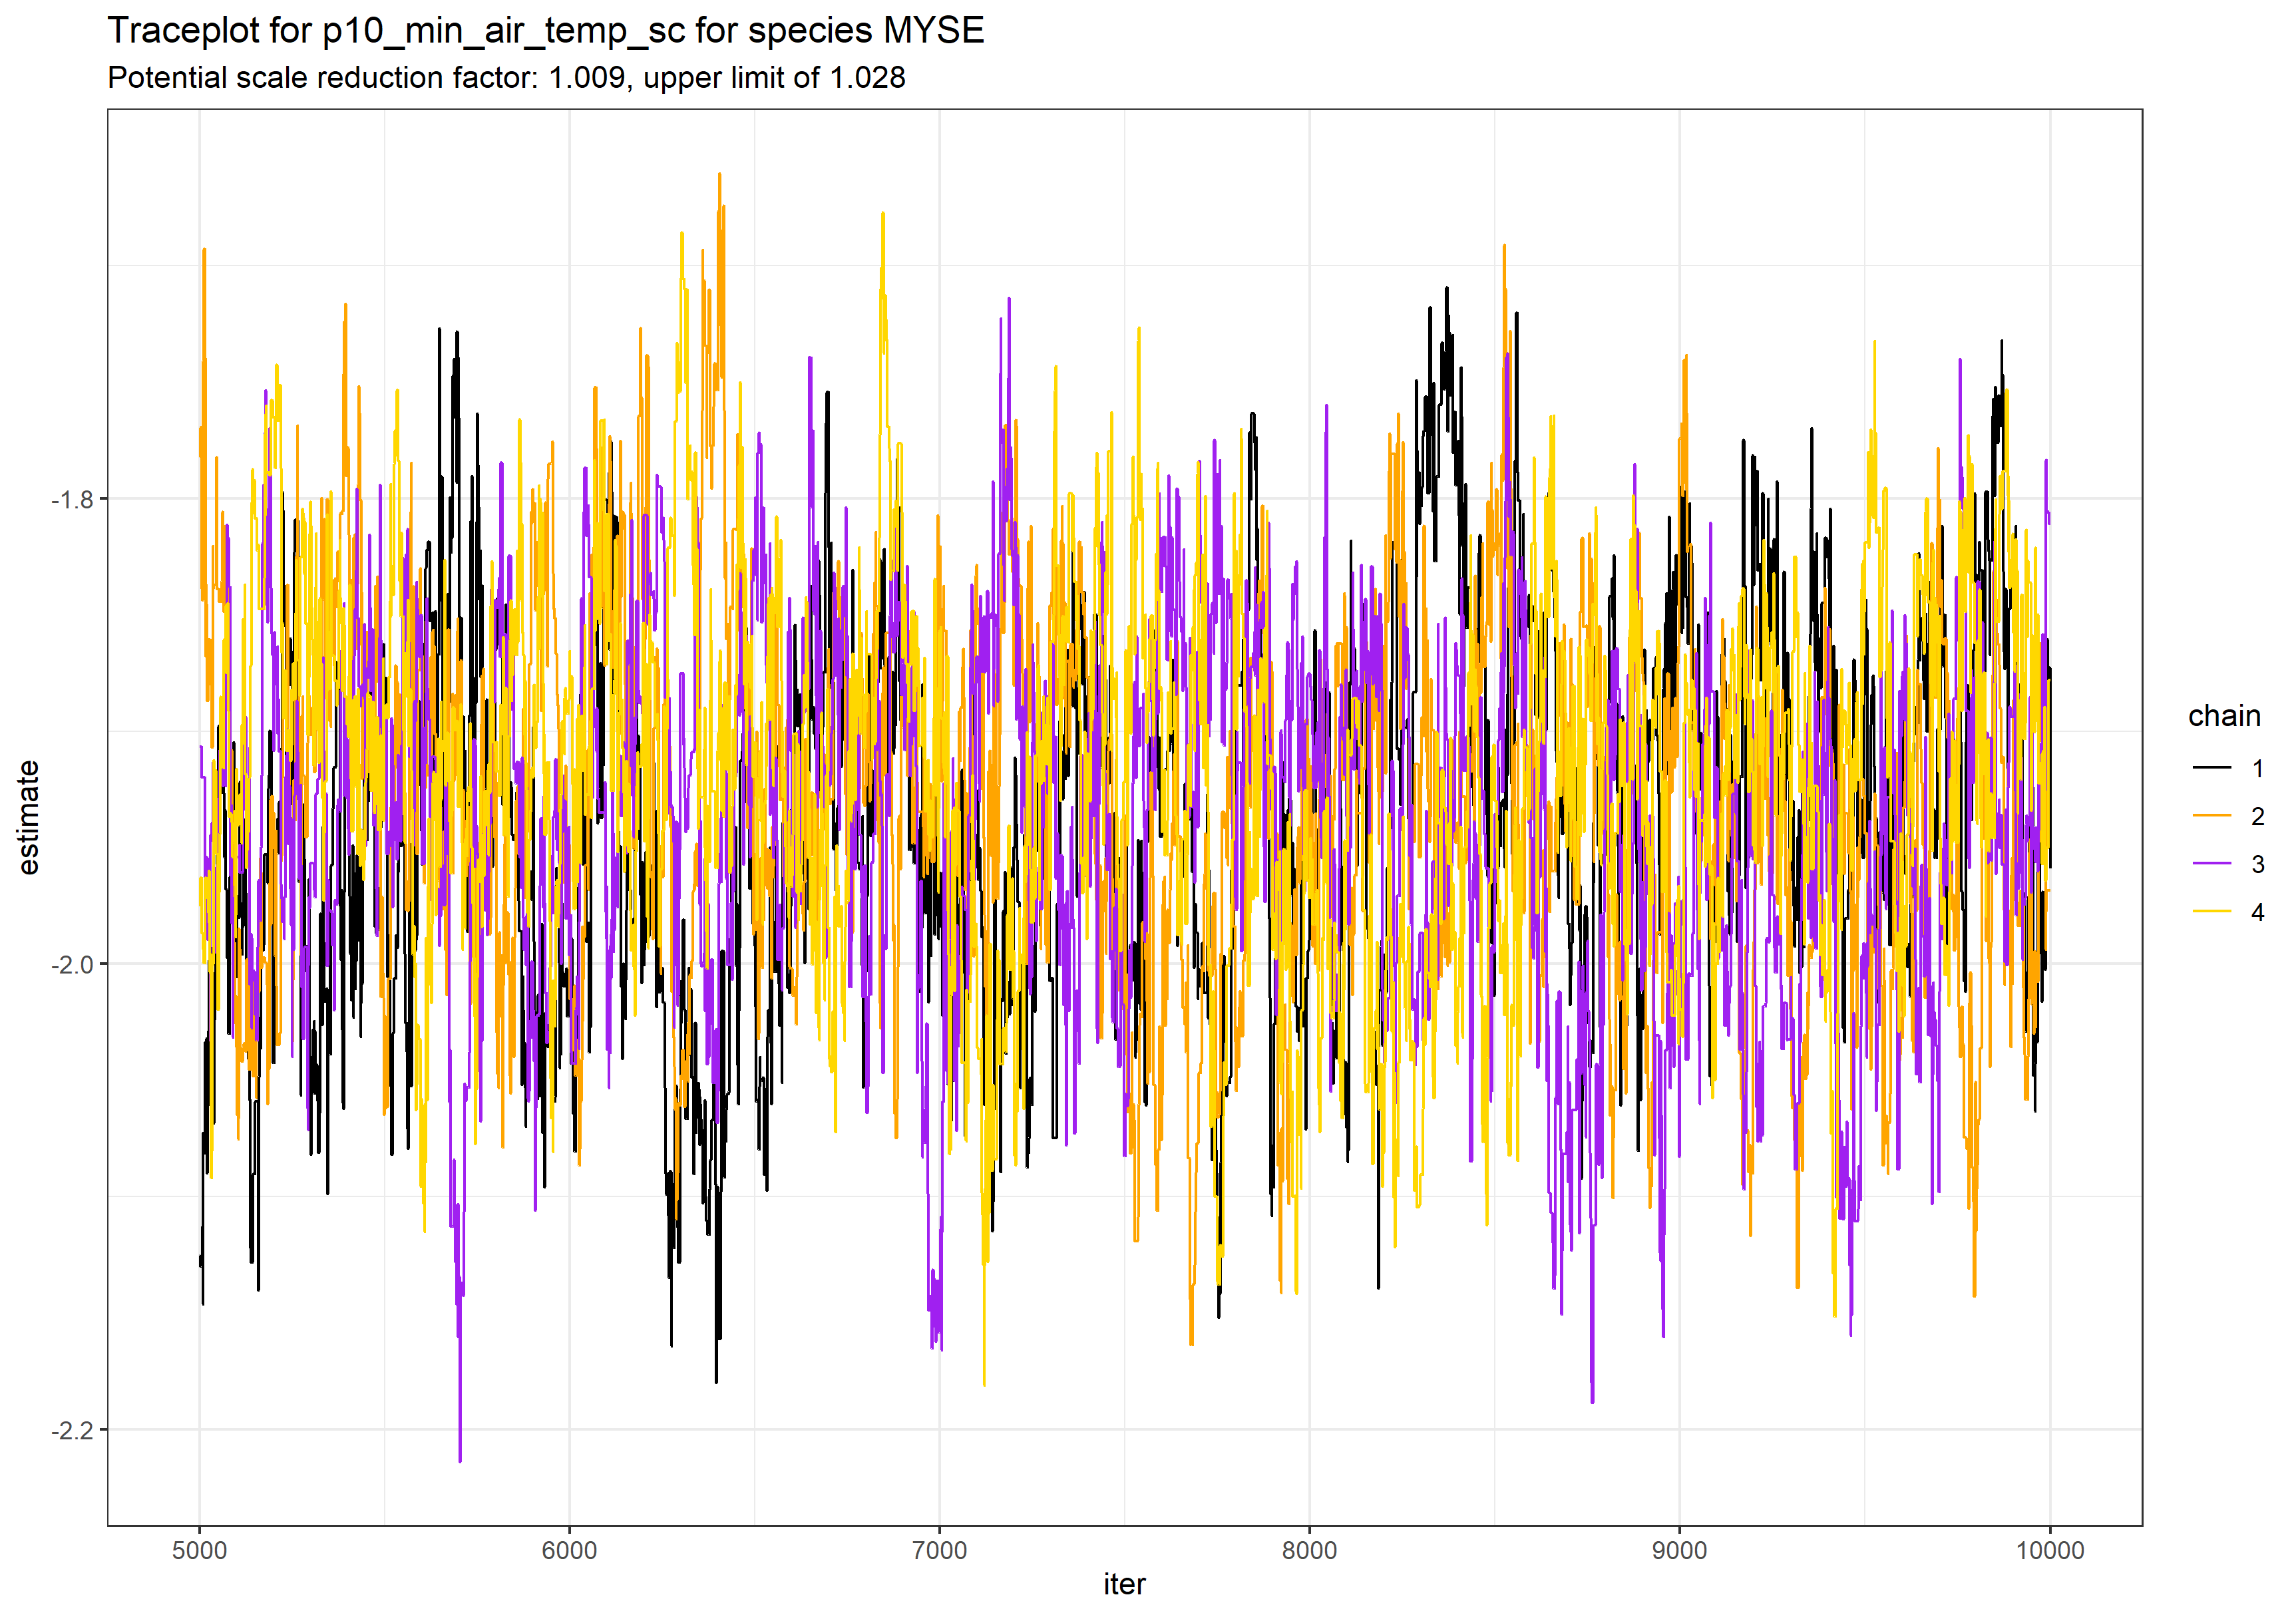 Traceplot for p10_min_air_temp_sc for species MYSE
Potential scale reduction factor: 1.009, upper limit of 1.028
estimate
-1.8
-2.0
-2.2
5000 6000 7000 8000 9000 10000
iter
chain
1
2
3
4